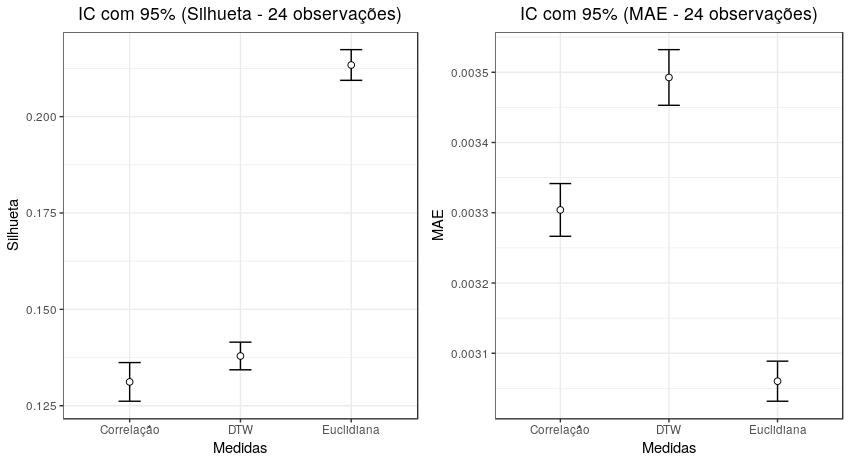 IC com 95% (Silhueta - 24 observações)
Silhueta
0.200
0.175
0.150
0.125
Correlação DTW Euclidiana
Medidas
IC com 95% (MAE - 24 observações)
MAE
0.0035
0.0034
0.0033
0.0032
0.0031
Correlação DTW Euclidiana
Medidas